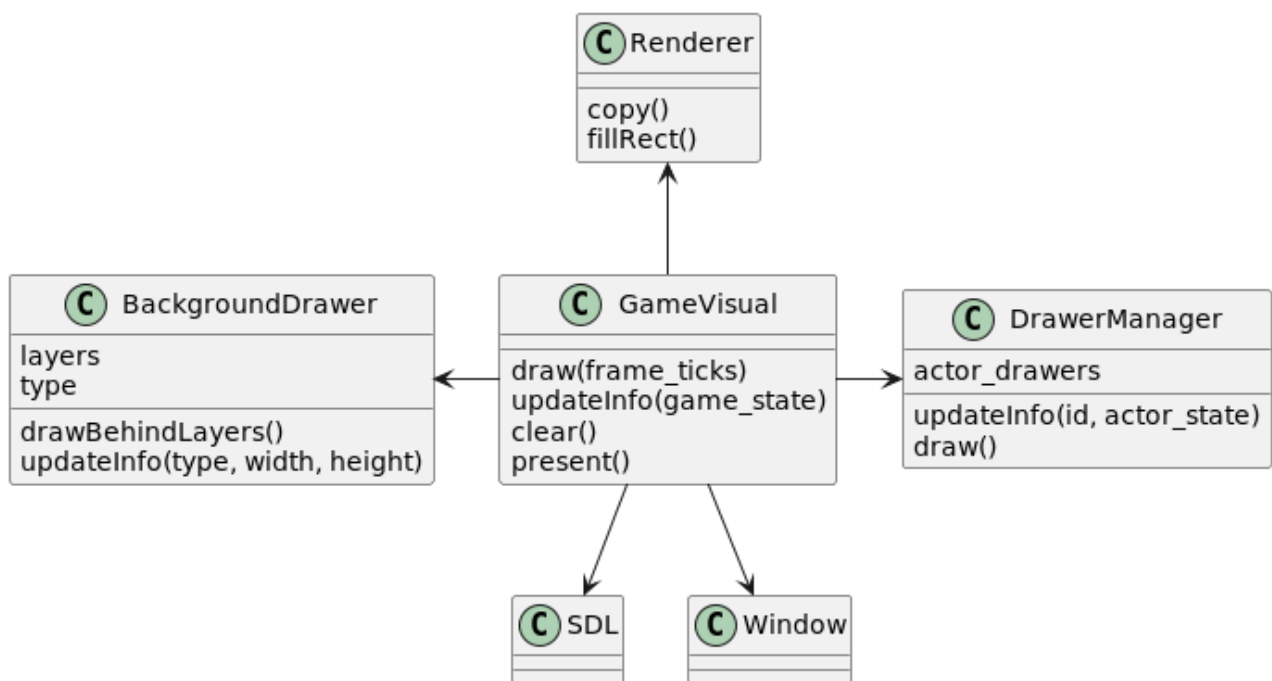 C Renderer
copy()
fillRect()
C BackgroundDrawer
layers
type
drawBehindLayers()
updateInfo(type, width, height)
C GameVisual
draw(frame_ticks)
updateInfo(game_state)
clear()
present()
C DrawerManager
actor_drawers
updateInfo(id, actor_state)
draw()
C SDL
C Window